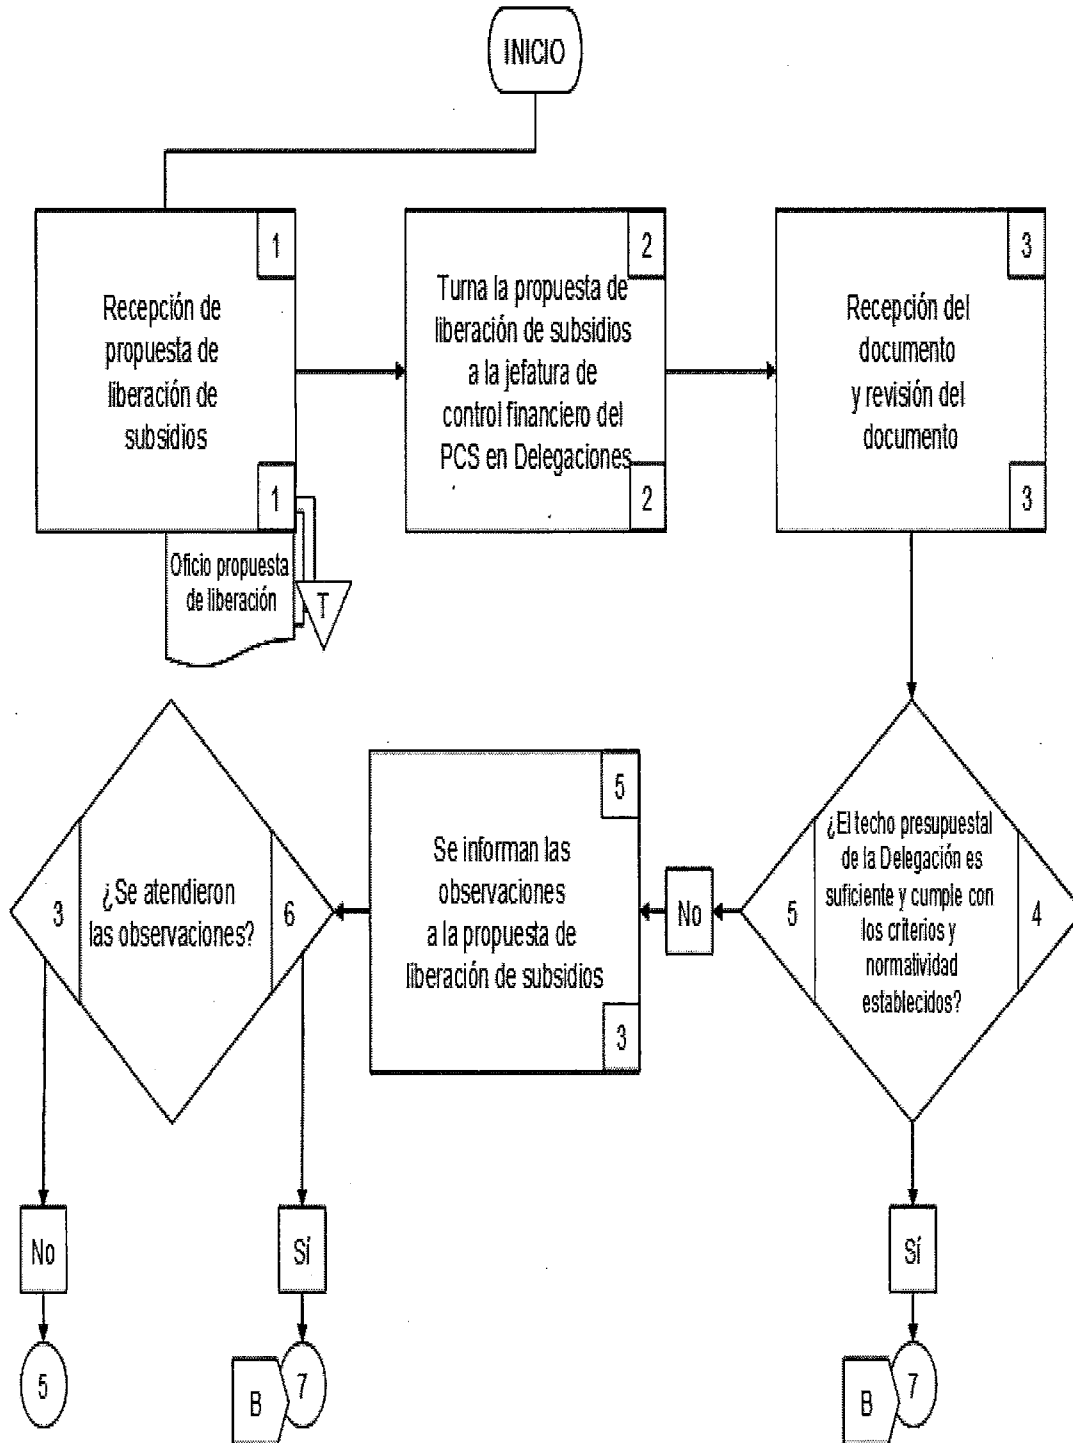 INICIO
1
Recepción de
propuesta de
liberación de
subsidios
1
Oficio propuesta
de liberación
T
2
Turna la propuesta de
liberación de subsidios
a la jefatura de
control financiero del
PCS en Delegaciones
2
3
Recepción del
documento
y revisión del
documento
3
¿El techo presupuestal
de la Delegación es
suficiente y cumple con
los criterios y
normatividad
establecidos?
5
4
No
5
Se informan las
observaciones
a la propuesta de
liberación de subsidios
3
3
¿Se atendieron
las observaciones?
6
No
Sí
Sí
5
B
7
B
7